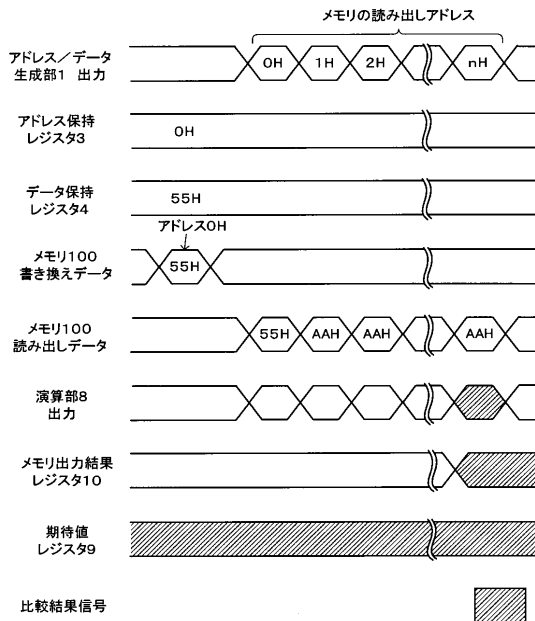 メモリの読み出しアドレス
アドレス／データ
生成部1 出力
0H 1H 2H nH
アドレス保持
レジスタ3
0H
データ保持
レジスタ4
55H
アドレス0H
メモリ100
書き換えデータ
55H
メモリ100
読み出しデータ
55H AAH AAH AAH
演算部8
出力
メモリ出力結果
レジスタ10
期待値
レジスタ9
比較結果信号